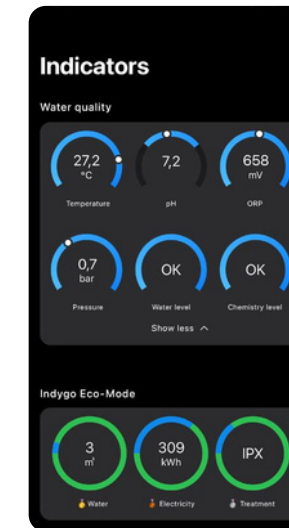 Indicators
Water quality
27,2 7,2 658
°C mV
Temperature pH ORP
0,7 OK OK
bar
Pressure Water level Chemistry level
Show less
Indygo Eco-Mode
3 309 IPX
m³ kWh
Water Electricity Treatment